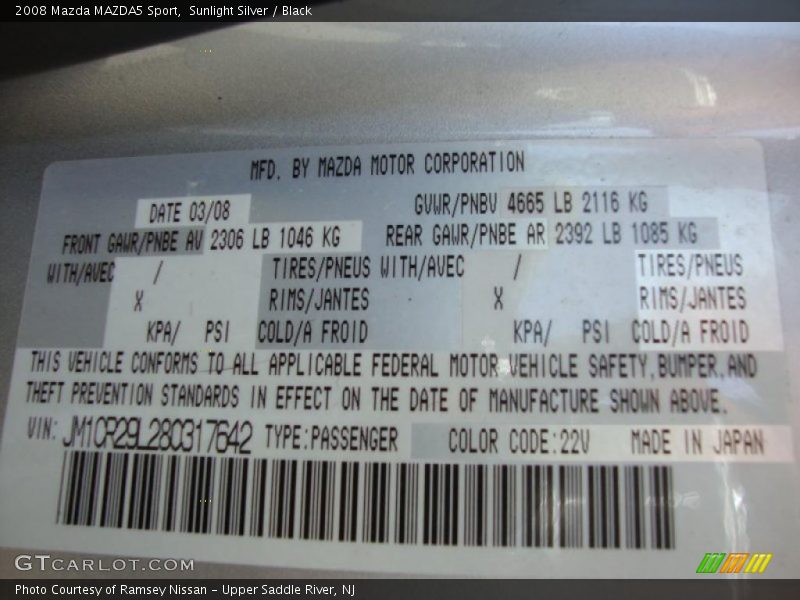 2008 Mazda MAZDA5 Sport, Sunlight Silver / Black
MFD. BY MAZDA MOTOR CORPORATION
DATE 03/08 GVWR/PNBV 4665 LB 2116 KG
FRONT GAWR/PNBE AV 2306 LB 1046 KG REAR GAWR/PNBE AR 2392 LB 1085 KG
WITH/AVEC / TIRES/PNEUS WITH/AVEC / TIRES/PNEUS
X RIMS/JANTES X RIMS/JANTES
KPA/ PSI COLD/A FROID KPA/ PSI COLD/A FROID
THIS VEHICLE CONFORMS TO ALL APPLICABLE FEDERAL MOTOR VEHICLE SAFETY, BUMPER, AND
THEFT PREVENTION STANDARDS IN EFFECT ON THE DATE OF MANUFACTURE SHOWN ABOVE.
VIN: JM1CR29L280317642 TYPE:PASSENGER COLOR CODE:22V MADE IN JAPAN
GTCARLOT.COM
Photo Courtesy of Ramsey Nissan - Upper Saddle River, NJ